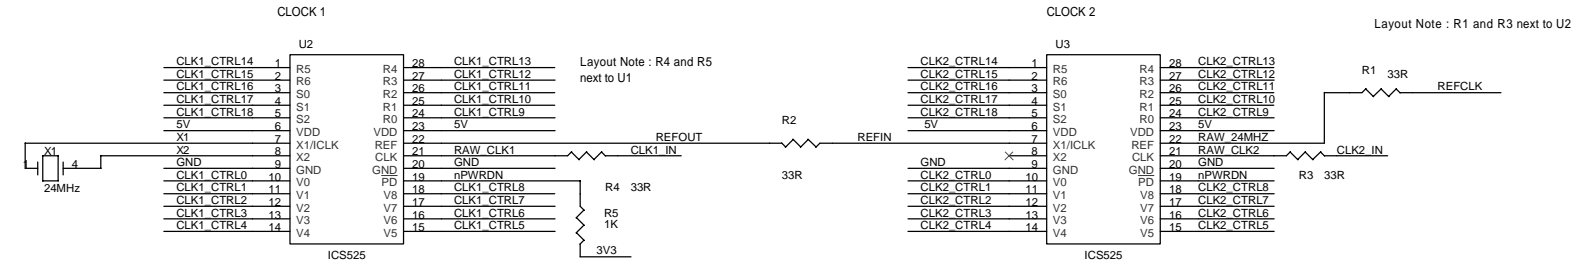 CLOCK 1
CLOCK 2
Layout Note : R1 and R3 next to U2
U2
U3
CLK1_CTRL14 1 R5 R4 28 CLK1_CTRL13
CLK1_CTRL15 2 R6 R3 27 CLK1_CTRL12
CLK1_CTRL16 3 S0 R2 26 CLK1_CTRL11
CLK1_CTRL17 4 S1 R1 25 CLK1_CTRL10
CLK1_CTRL18 5 S2 R0 24 CLK1_CTRL9
5V 6 VDD VDD 23 5V
X1 7 X1/ICLK REF 22 REFOUT
X2 8 X2 CLK 21 RAW_CLK1 CLK1_IN
GND 9 GND GND 20 GND
CLK1_CTRL0 10 V0 PD 19 nPWRDN
CLK1_CTRL1 11 V1 V8 18 CLK1_CTRL8
CLK1_CTRL2 12 V2 V7 17 CLK1_CTRL7
CLK1_CTRL3 13 V3 V6 16 CLK1_CTRL6
CLK1_CTRL4 14 V4 V5 15 CLK1_CTRL5
ICS525
X1
1 4
24MHz
Layout Note : R4 and R5
next to U1
R4 33R
R5
1K
3V3
R2
REFIN
33R
CLK2_CTRL14 1 R5 R4 28 CLK2_CTRL13
CLK2_CTRL15 2 R6 R3 27 CLK2_CTRL12
CLK2_CTRL16 3 S0 R2 26 CLK2_CTRL11
CLK2_CTRL17 4 S1 R1 25 CLK2_CTRL10
CLK2_CTRL18 5 S2 R0 24 CLK2_CTRL9
5V 6 VDD VDD 23 5V
7 X1/ICLK REF 22 RAW_24MHZ
8 X2 CLK 21 RAW_CLK2 CLK2_IN
GND 9 GND GND 20 GND
CLK2_CTRL0 10 V0 PD 19 nPWRDN
CLK2_CTRL1 11 V1 V8 18 CLK2_CTRL8
CLK2_CTRL2 12 V2 V7 17 CLK2_CTRL7
CLK2_CTRL3 13 V3 V6 16 CLK2_CTRL6
CLK2_CTRL4 14 V4 V5 15 CLK2_CTRL5
ICS525
R1 33R REFCLK
R3 33R